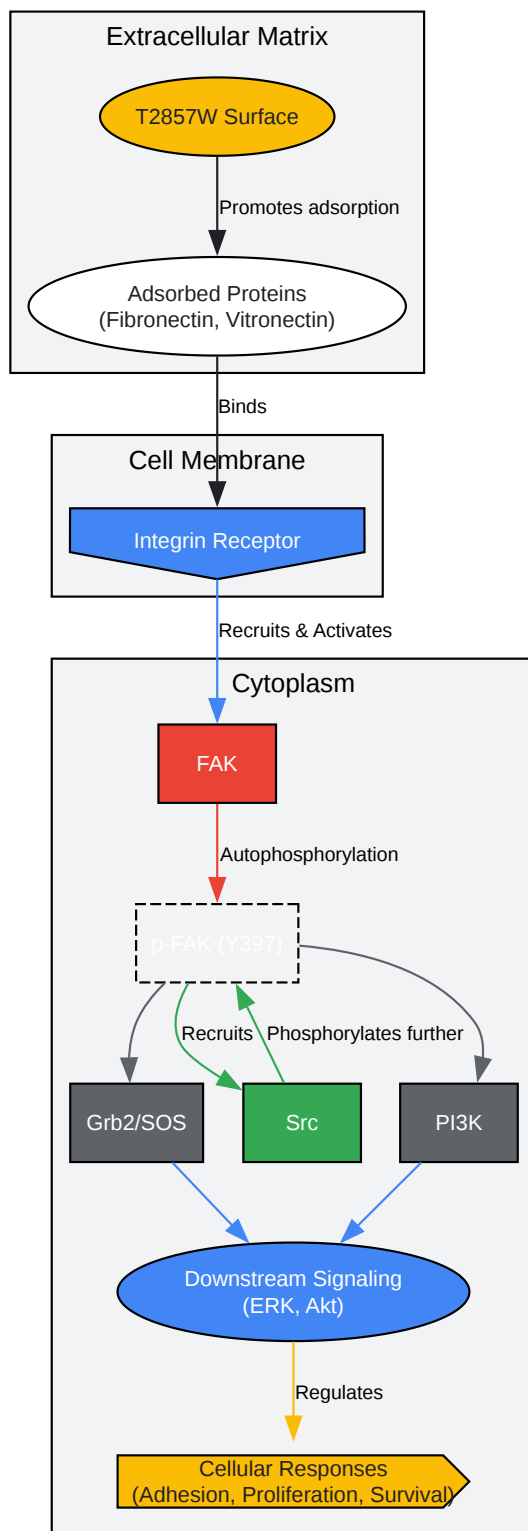 Extracellular Matrix
T2857W Surface
Promotes adsorption
Adsorbed Proteins
(Fibronectin, Vitronectin)
Binds
Cell Membrane
Integrin Receptor
Recruits & Activates
Cytoplasm
FAK
Autophosphorylation
p-FAK (Y397)
Recruits
Phosphorylates further
Grb2/SOS
Src
PI3K
Downstream Signaling
(ERK, Akt)
Regulates
Cellular Responses
(Adhesion, Proliferation, Survival)